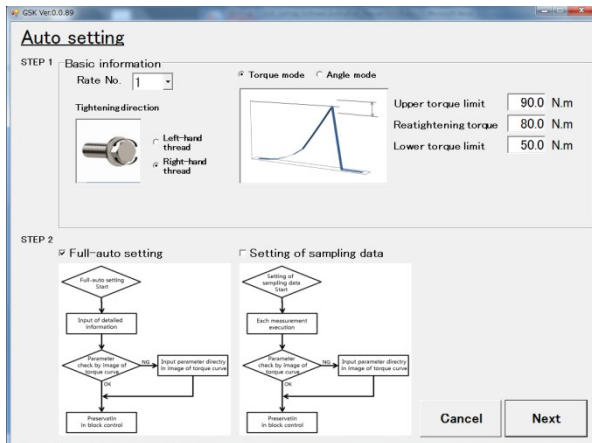 GSK Ver.0.0.89
Auto setting
STEP 1
Basic information
Rate No. 1
Torque mode Angle mode
Tightening direction
Left-hand
thread
Right-hand
thread
Upper torque limit 90.0 N.m
Reatightening torque 80.0 N.m
Lower torque limit 50.0 N.m
STEP 2
Full-auto setting
Setting of sampling data
Full-auto setting
Start
Input of detailed
information
Parameter
check by Image of
torque curve
NG
Input parameter directry
in image of torque curve
OK
Preservatin
in block control
Setting of
sampling data
Start
Each measurement
execution
Parameter
check by Image of
torque curve
NG
Input parameter directry
in image of torque curve
OK
Preservatin
in block control
Cancel
Next